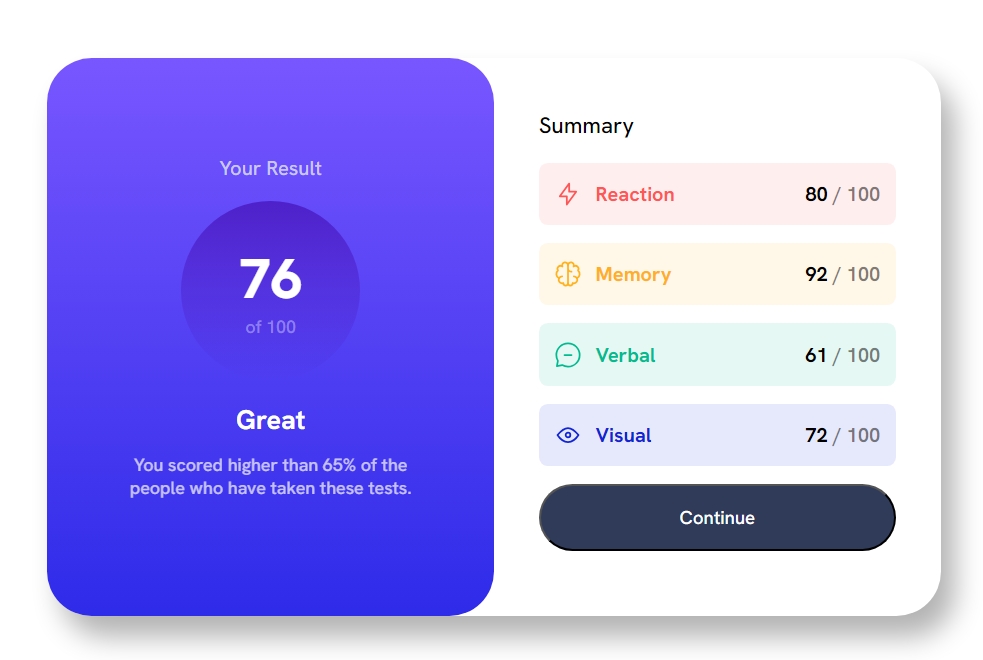 Your Result
76
of 100
Great
You scored higher than 65% of the
people who have taken these tests.
Summary
Reaction 80 / 100
Memory 92 / 100
Verbal 61 / 100
Visual 72 / 100
Continue